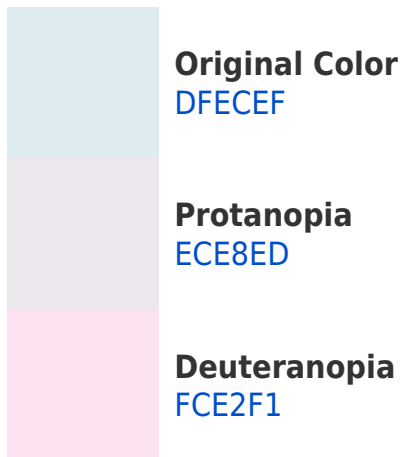 Original Color
DFECEF
Protanopia
ECE8ED
Deuteranopia
FCE2F1